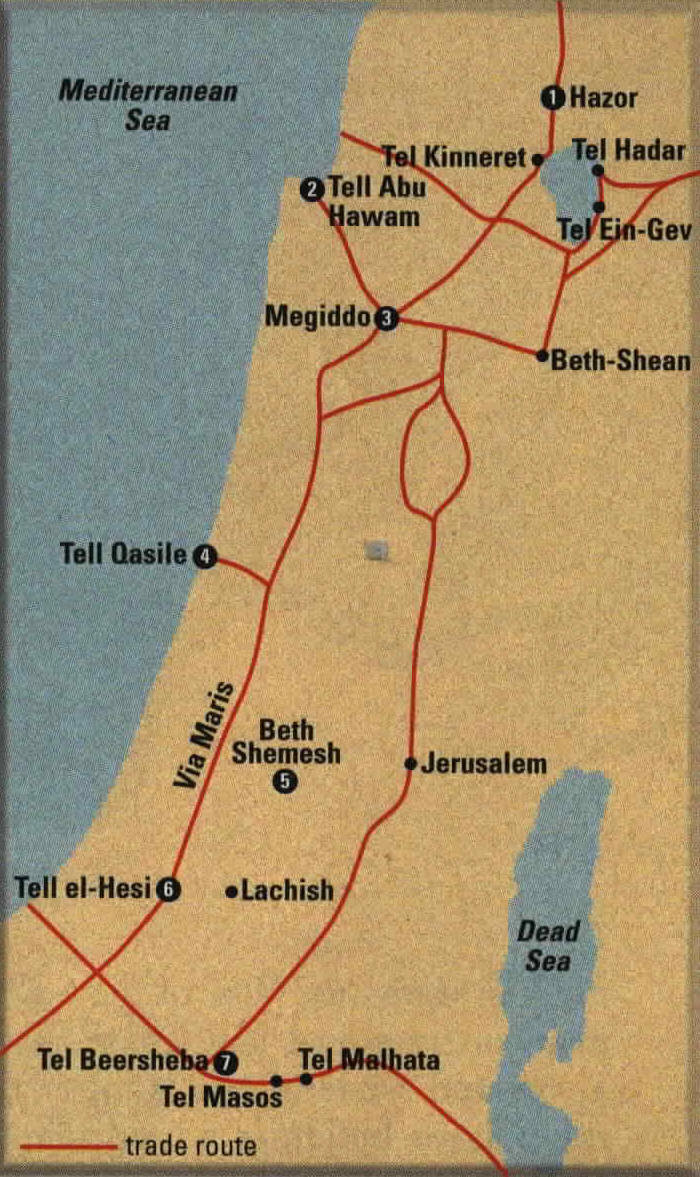 Mediterranean
Sea
1 Hazor
Tel Kinneret
Tel Hadar
2 Tell Abu
Hawam
Tel Ein-Gev
Megiddo 3
Beth-Shean
Tell Qasile 4
Via Maris
Beth
Shemesh
5
Jerusalem
Tell el-Hesi 6
Lachish
Dead
Sea
Tel Beersheba 7
Tel Malhata
Tel Masos
trade route